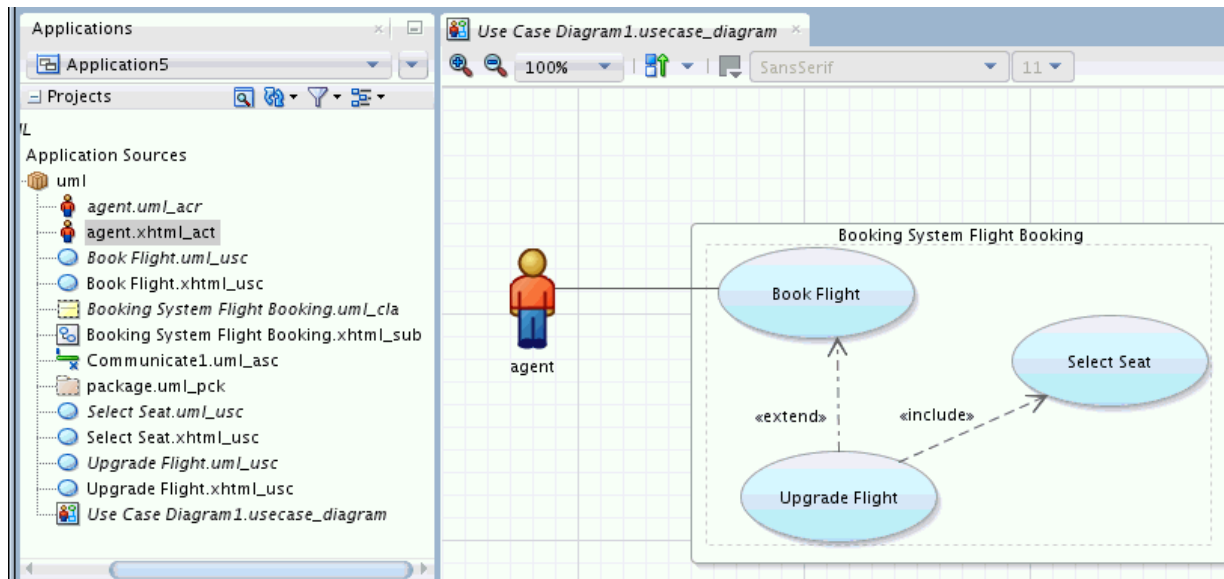 Applications
Application5
Projects
Application Sources
uml
agent.uml_acr
agent.xhtml_act
Book Flight.uml_usc
Book Flight.xhtml_usc
Booking System Flight Booking.uml_cla
Booking System Flight Booking.xhtml_sub
Communicate1.uml_asc
package.uml_pck
Select Seat.uml_usc
Select Seat.xhtml_usc
Upgrade Flight.uml_usc
Upgrade Flight.xhtml_usc
Use Case Diagram1.usecase_diagram
Use Case Diagram1.usecase_diagram
100% SansSerif 11
Booking System Flight Booking
Book Flight
agent
Select Seat
«extend» «include»
Upgrade Flight